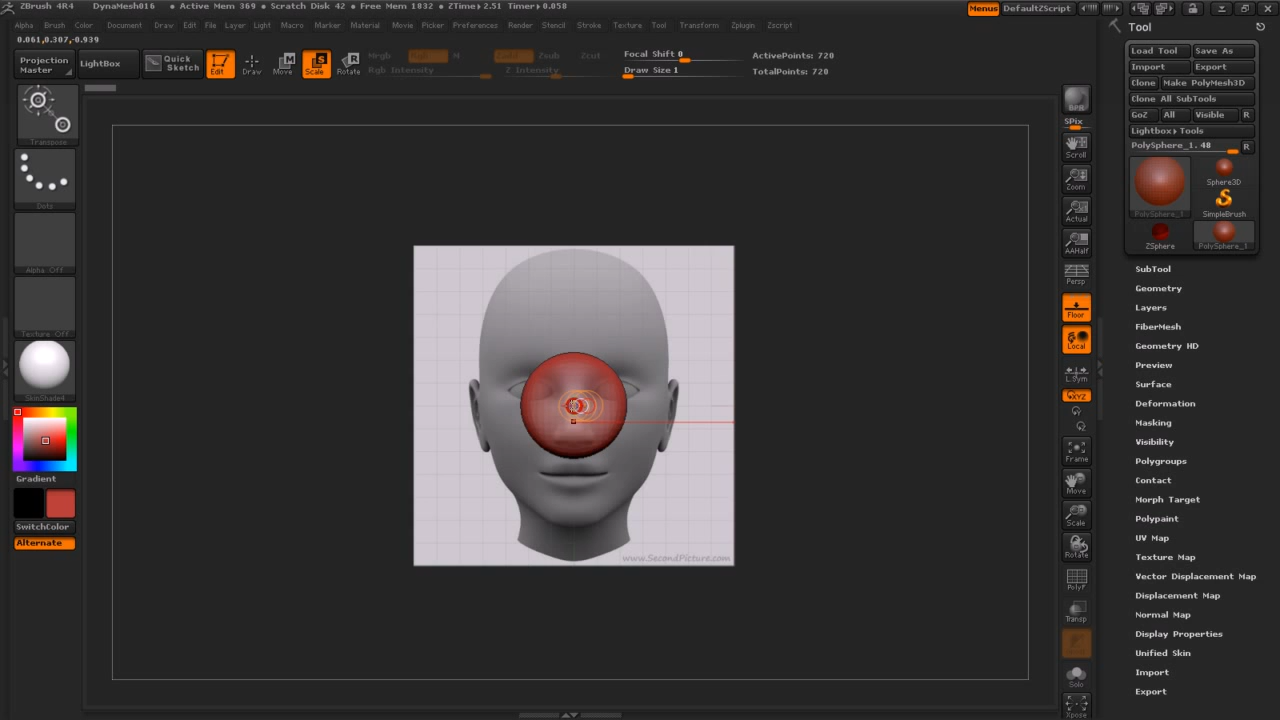 ZBrush 4R4 DynaMesh016 • Active Mem 369 • Scratch Disk 42 • Free Mem 1832 • ZTime▸2.51 Timer▸0.058 Menus DefaultZScript
Alpha Brush Color Document Draw Edit File Layer Light Macro Marker Material Movie Picker Preferences Render Stencil Stroke Texture Tool Transform Zplugin Zscript
0.061,0.307,-0.939
Projection Master
LightBox
Quick Sketch
Edit
Draw
Move
Scale
Rotate
Mrgb
M
Rgb Intensity
Zsub
Zcut
Z Intensity
Focal Shift 0
Draw Size 1
ActivePoints: 720
TotalPoints: 720
Transpose
Dots
Alpha Off
Texture Off
SkinShade4
Gradient
SwitchColor
Alternate
www.SecondPicture.com
BPR
SPix
Scroll
Zoom
Actual
AAHalf
Persp
Floor
Local
L.Sym
XYZ
Frame
Move
Scale
Rotate
PolyF
Transp
Solo
Xpose
Tool
Load Tool Save As
Import Export
Clone Make PolyMesh3D
Clone All SubTools
GoZ All Visible R
Lightbox▸Tools
PolySphere_1. 48 R
PolySphere_1
Sphere3D
SimpleBrush
ZSphere
PolySphere_1
SubTool
Geometry
Layers
FiberMesh
Geometry HD
Preview
Surface
Deformation
Masking
Visibility
Polygroups
Contact
Morph Target
Polypaint
UV Map
Texture Map
Vector Displacement Map
Displacement Map
Normal Map
Display Properties
Unified Skin
Import
Export